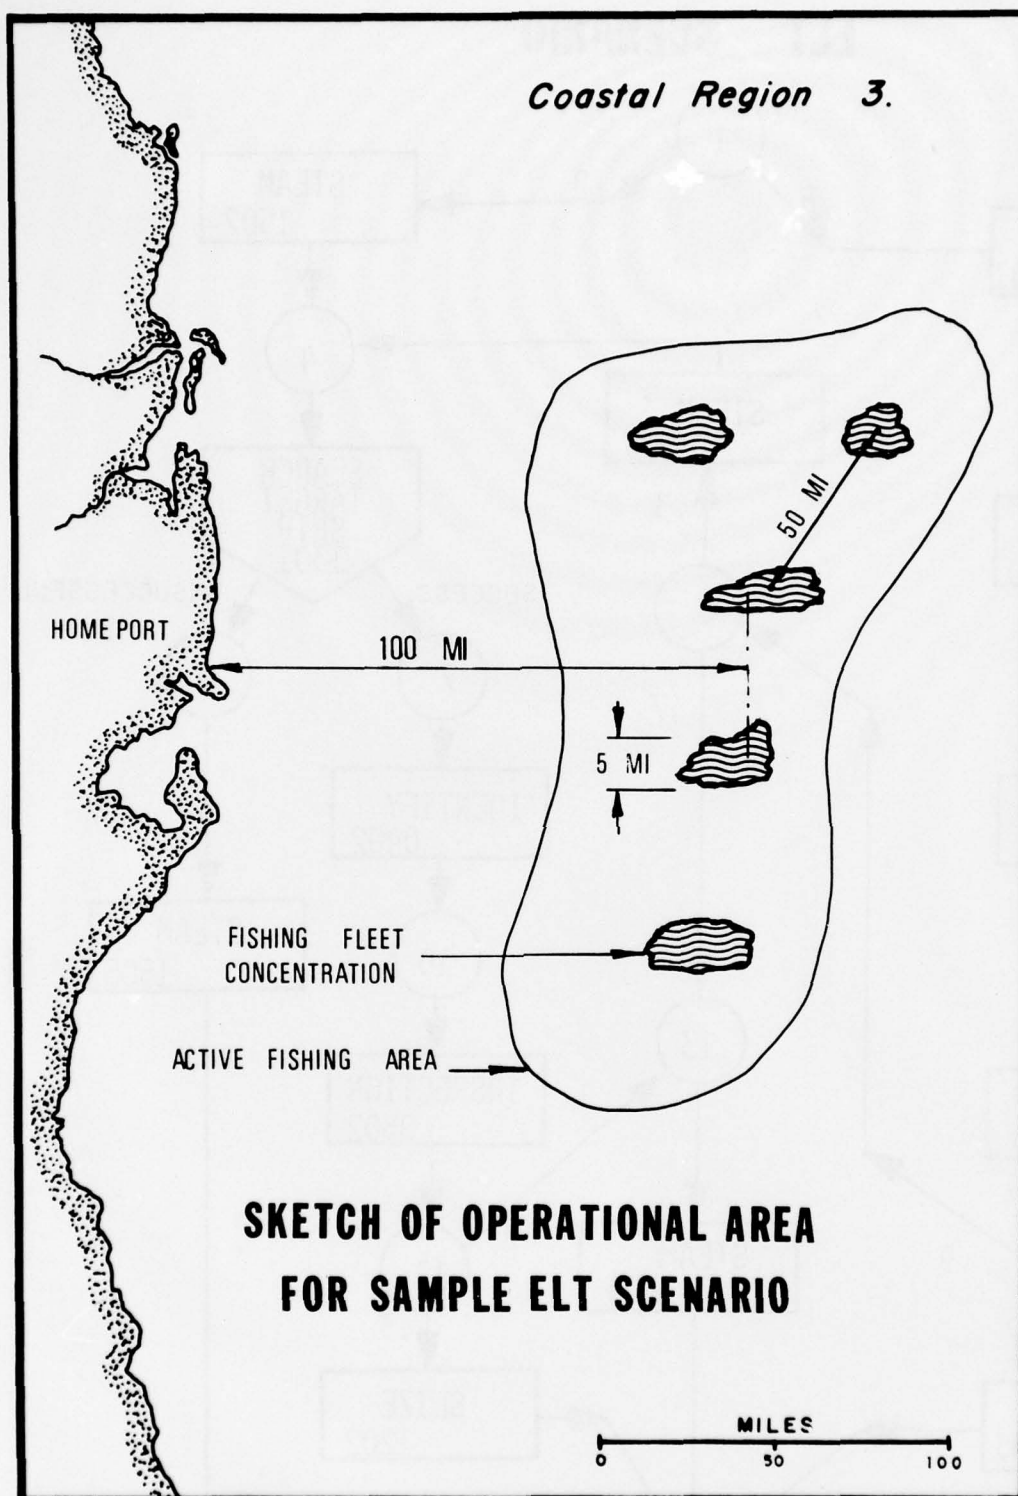 Coastal Region 3.
50 MI
HOME PORT
100 MI
5 MI
FISHING FLEET
CONCENTRATION
ACTIVE FISHING AREA
SKETCH OF OPERATIONAL AREA
FOR SAMPLE ELT SCENARIO
MILES
0 50 100